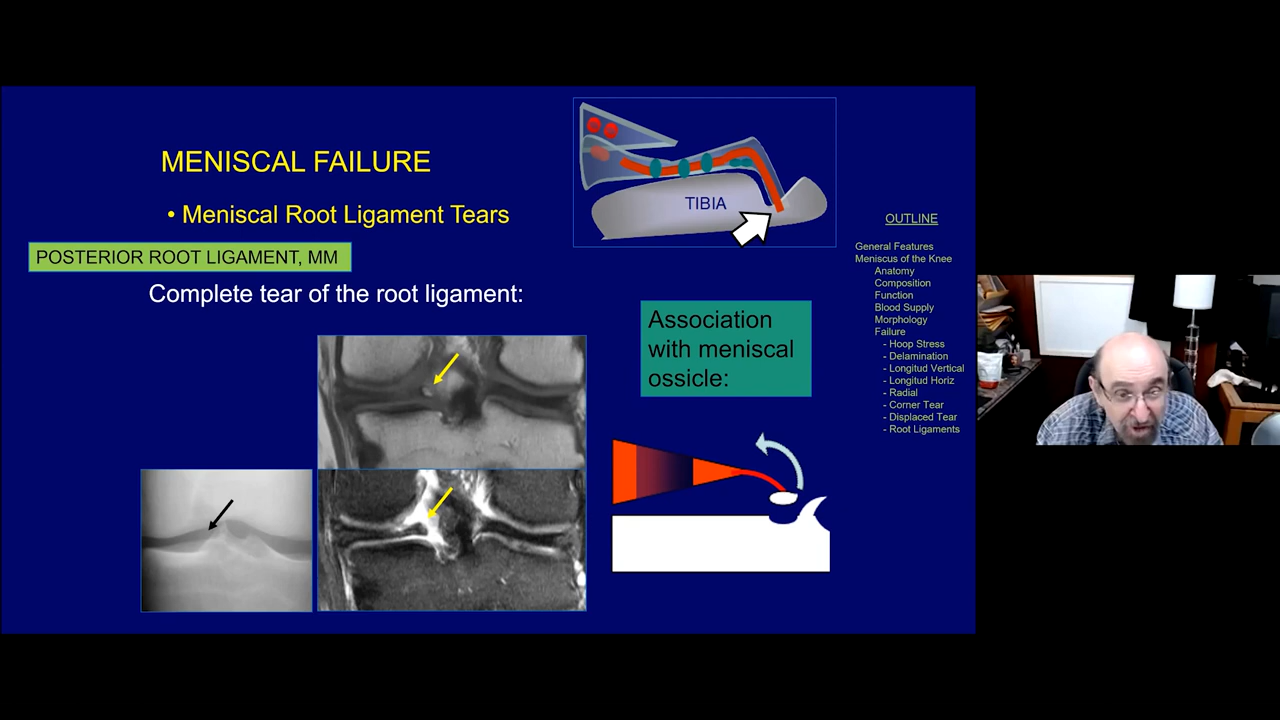 MENISCAL FAILURE
• Meniscal Root Ligament Tears
POSTERIOR ROOT LIGAMENT, MM
Complete tear of the root ligament:
TIBIA
Association
with meniscal
ossicle:
OUTLINE
General Features
Meniscus of the Knee
Anatomy
Composition
Function
Blood Supply
Morphology
Failure
- Hoop Stress
- Delamination
- Longitud Vertical
- Longitud Horiz
- Radial
- Corner Tear
- Displaced Tear
- Root Ligaments